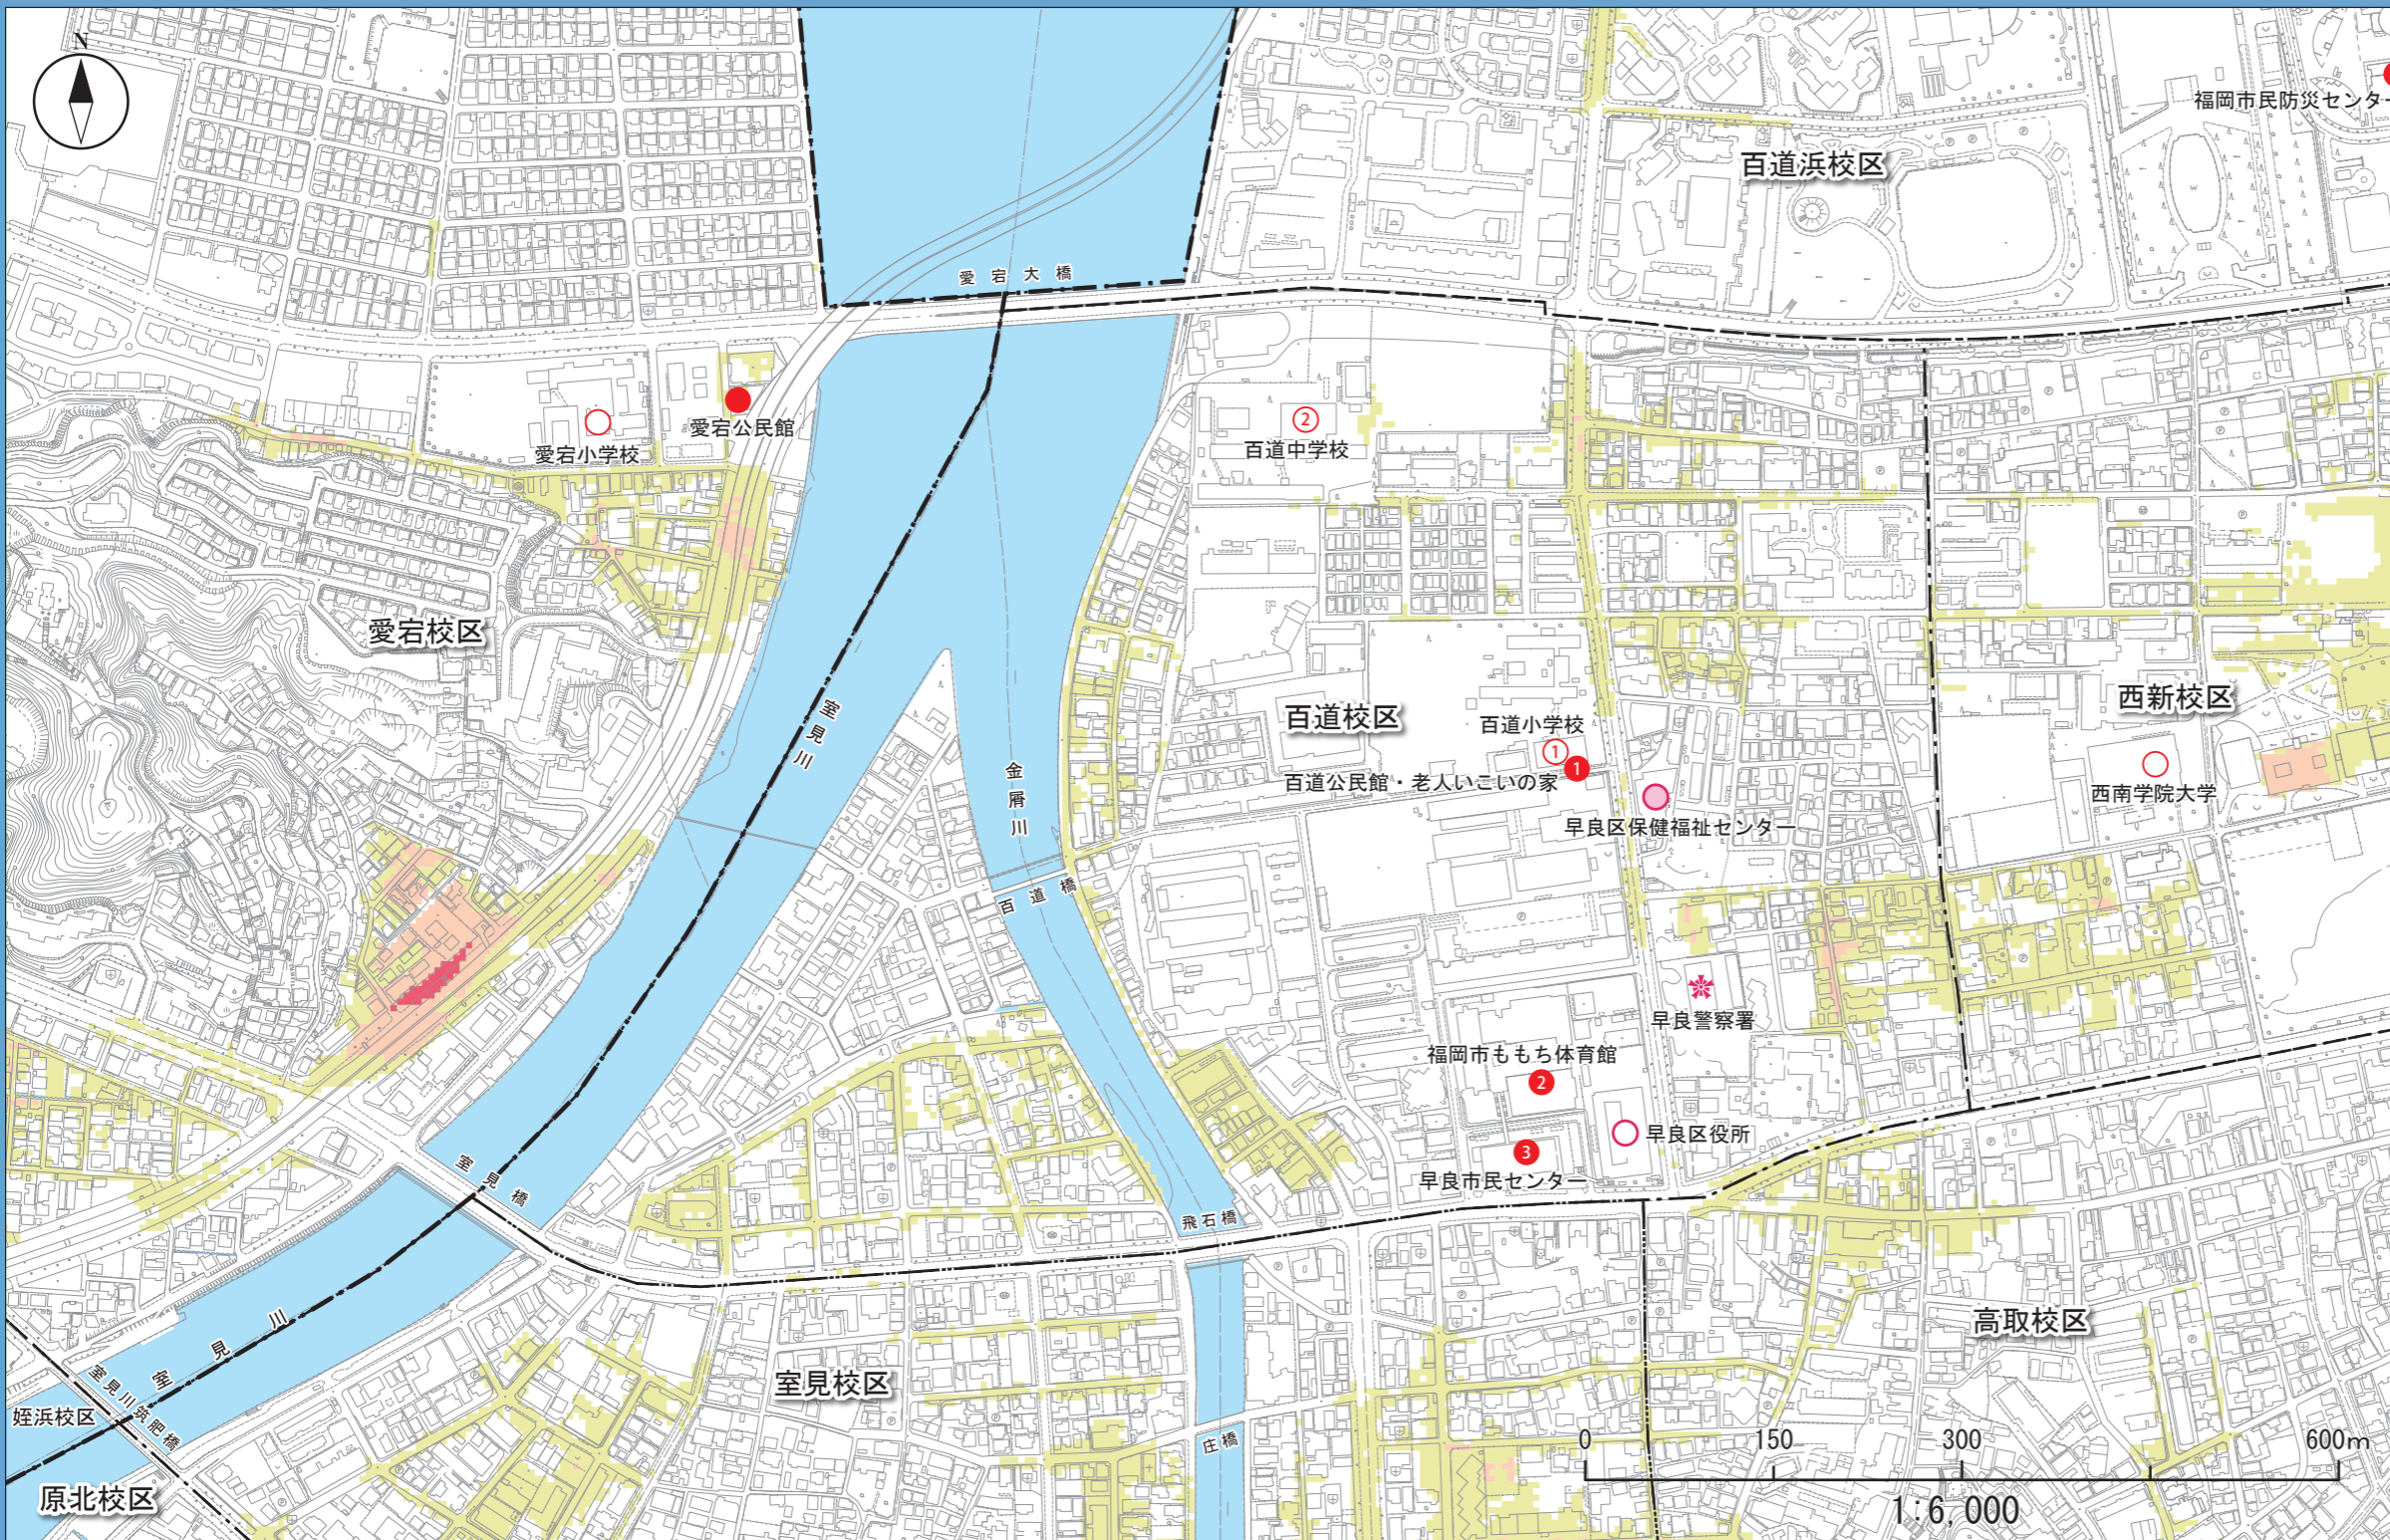 N
福岡市民防災センター
百道浜校区
愛宕大橋
愛宕公民館
愛宕小学校
2
百道中学校
愛宕校区
室見川
金屑川
百道校区
百道小学校
1
1
百道公民館・老人いこいの家
西新校区
西南学院大学
早良区保健福祉センター
百道橋
早良警察署
福岡市ももち体育館
2
早良区役所
3
早良市民センター
室見橋
飛石橋
室見川
室見川筑肥橋
姪浜校区
原北校区
室見校区
庄橋
高取校区
0 150 300 600m
1:6,000